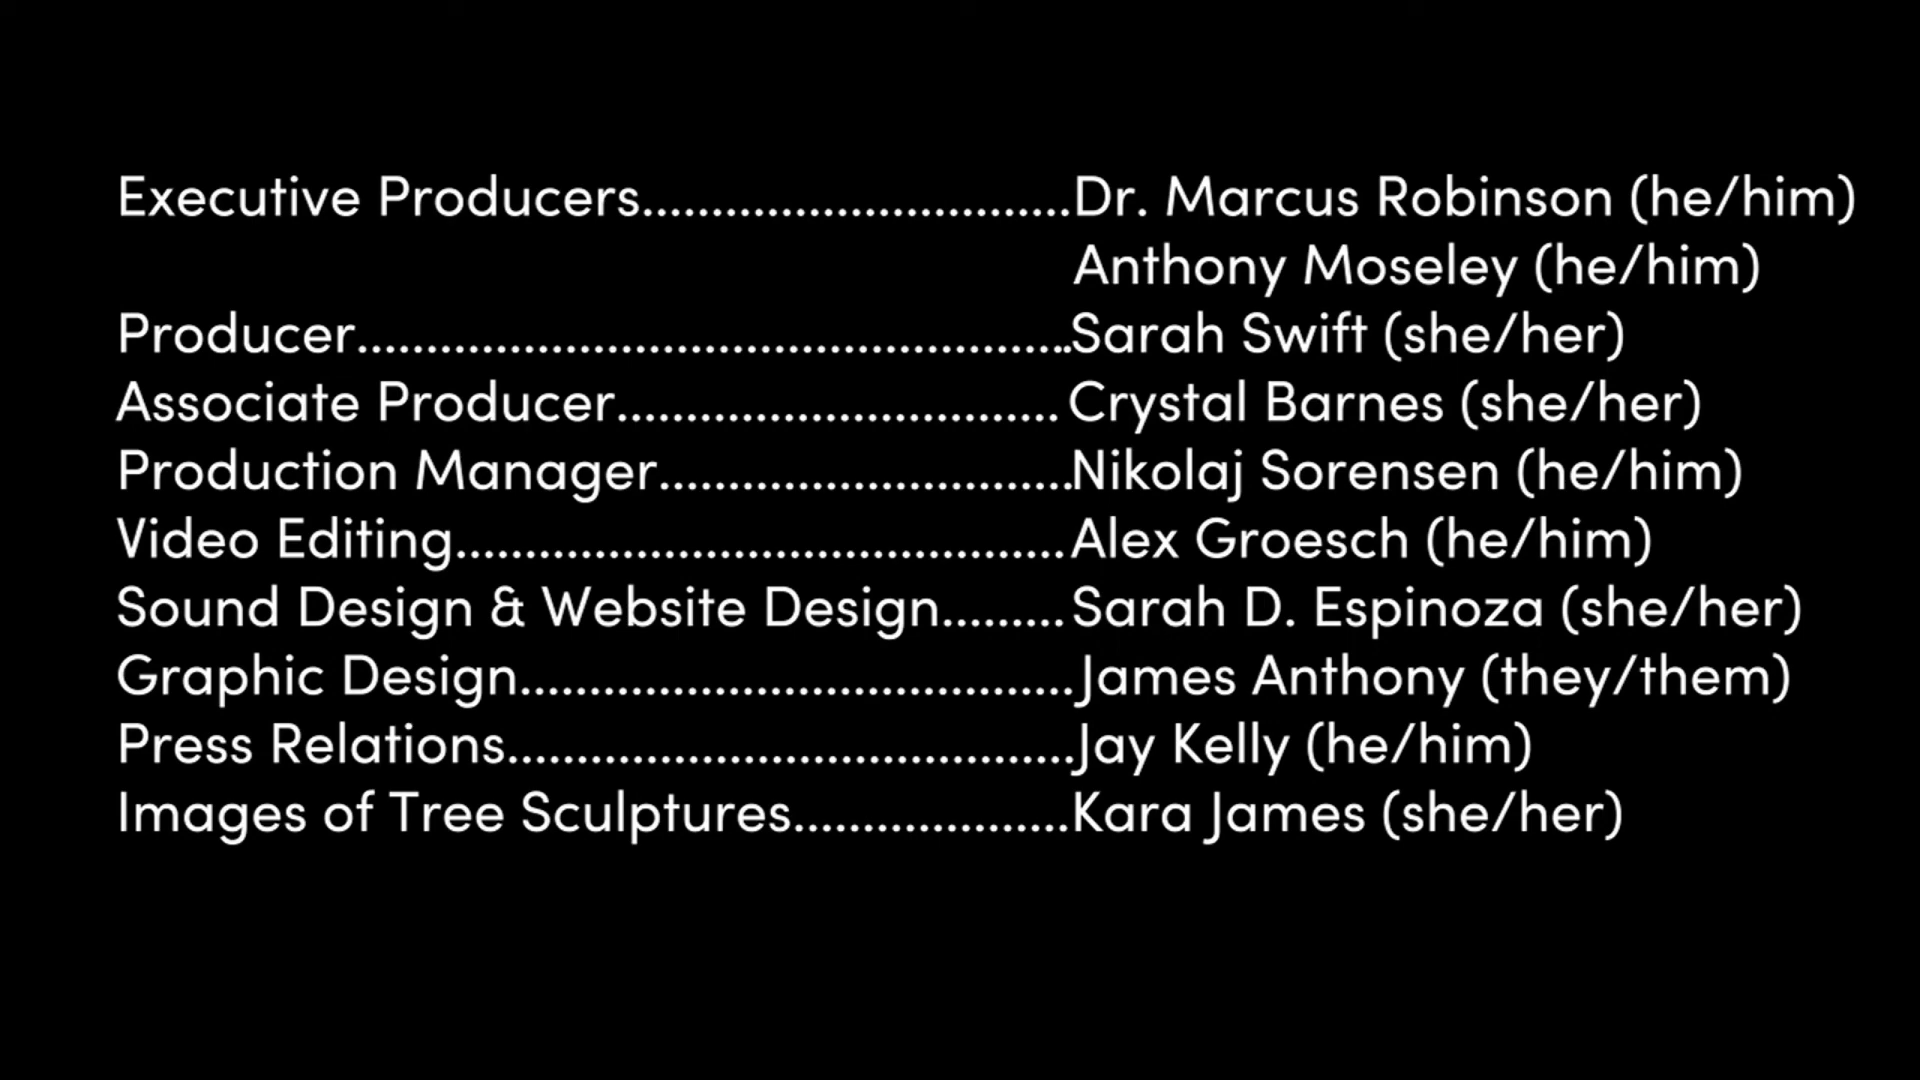 Executive Producers...............................Dr. Marcus Robinson (he/him)
Anthony Moseley (he/him)
Producer....................................................Sarah Swift (she/her)
Associate Producer................................ Crystal Barnes (she/her)
Production Manager..............................Nikolaj Sorensen (he/him)
Video Editing............................................Alex Groesch (he/him)
Sound Design & Website Design.........Sarah D. Espinoza (she/her)
Graphic Design........................................James Anthony (they/them)
Press Relations.........................................Jay Kelly (he/him)
Images of Tree Sculptures....................Kara James (she/her)